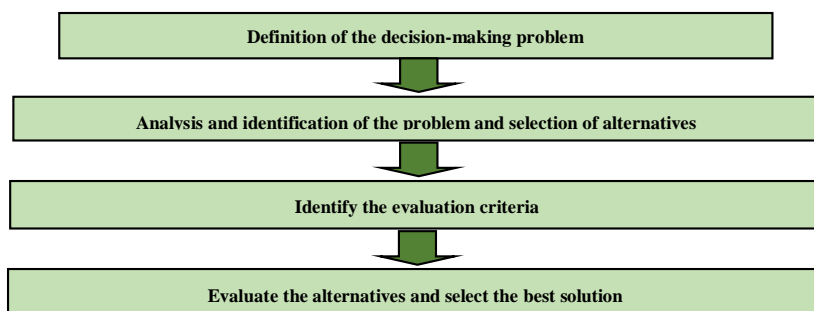 Definition of the decision-making problem
Analysis and identification of the problem and selection of alternatives
Identify the evaluation criteria
Evaluate the alternatives and select the best solution